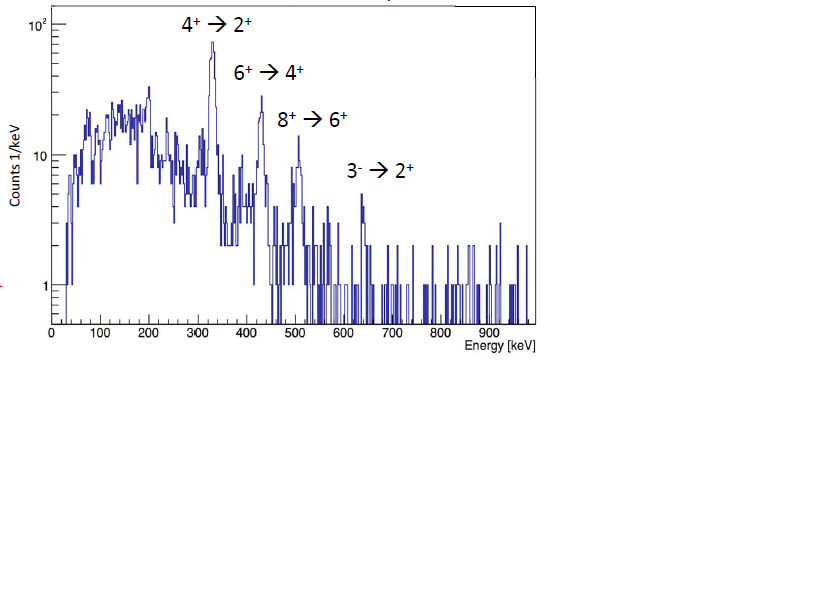 4⁺ → 2⁺
6⁺ → 4⁺
8⁺ → 6⁺
3⁻ → 2⁺
Counts 1/keV
10²
10
1
0 100 200 300 400 500 600 700 800 900
Energy [keV]